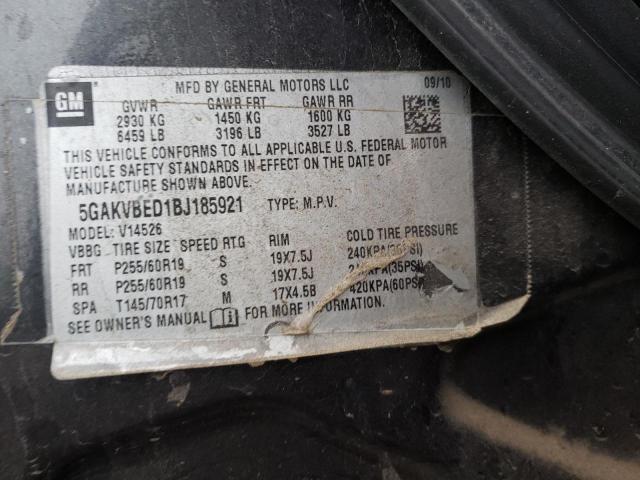 GM
MFD BY GENERAL MOTORS LLC 09/10
GVWR GAWR FRT GAWR RR
2930 KG 1450 KG 1600 KG
6459 LB 3196 LB 3527 LB
THIS VEHICLE CONFORMS TO ALL APPLICABLE U.S. FEDERAL MOTOR
VEHICLE SAFETY STANDARDS IN EFFECT ON THE DATE OF
MANUFACTURE SHOWN ABOVE.
5GAKVBED1BJ185921 TYPE: M.P.V.
MODEL: V14526
VBBG TIRE SIZE SPEED RTG RIM COLD TIRE PRESSURE
FRT P255/60R19 S 19X7.5J 240KPA(35PSI)
RR P255/60R19 S 19X7.5J 240KPA(35PSI)
SPA T145/70R17 M 17X4.5B 420KPA(60PSI)
SEE OWNER'S MANUAL FOR MORE INFORMATION